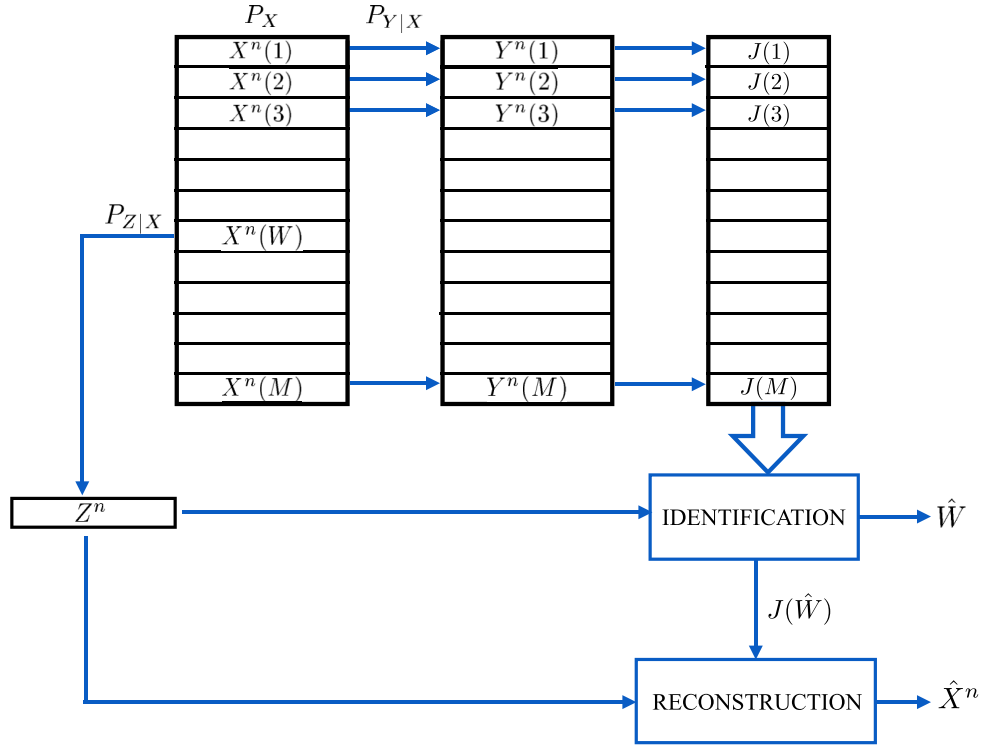 P_X P_{Y|X}
X^n(1) Y^n(1) J(1)
X^n(2) Y^n(2) J(2)
X^n(3) Y^n(3) J(3)
P_{Z|X}
X^n(W)
X^n(M) Y^n(M) J(M)
Z^n IDENTIFICATION Ŵ
J(Ŵ)
RECONSTRUCTION X̂^n